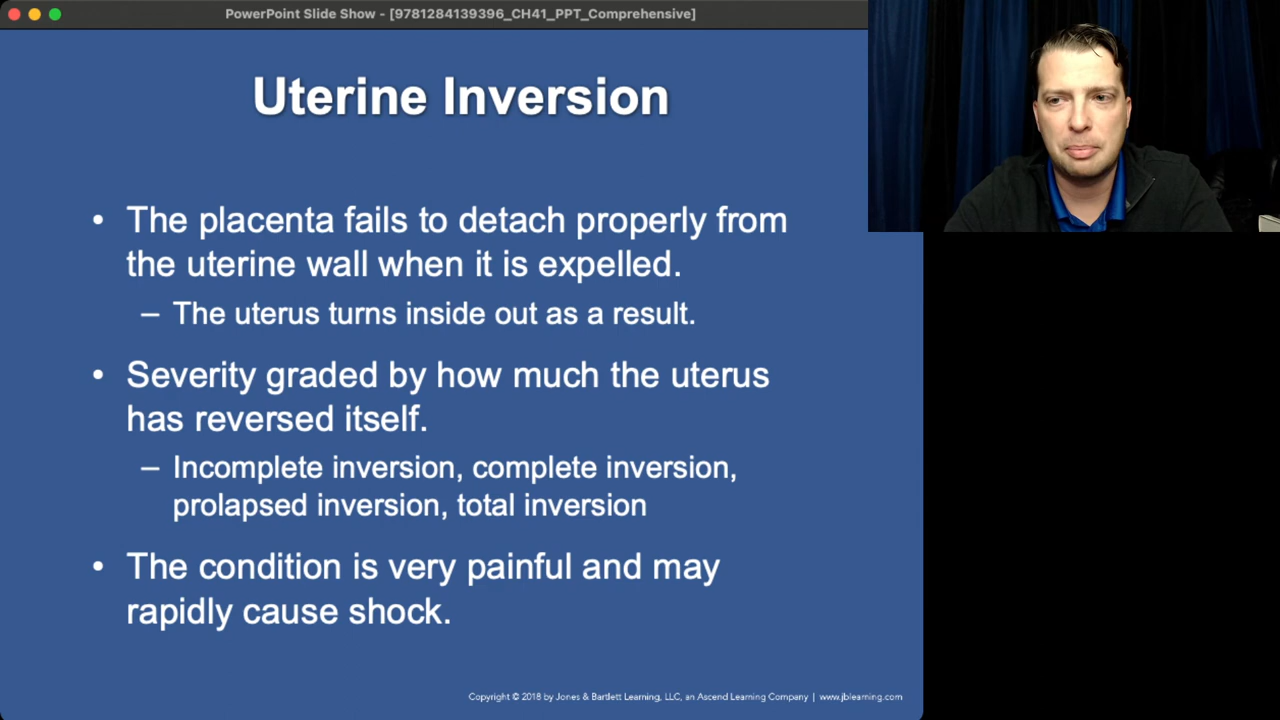 PowerPoint Slide Show - [9781284139396_CH41_PPT_Comprehensive]
Uterine Inversion
• The placenta fails to detach properly from
the uterine wall when it is expelled.
– The uterus turns inside out as a result.
• Severity graded by how much the uterus
has reversed itself.
– Incomplete inversion, complete inversion,
prolapsed inversion, total inversion
• The condition is very painful and may
rapidly cause shock.
Copyright © 2018 by Jones & Bartlett Learning, LLC, an Ascend Learning Company | www.jblearning.com